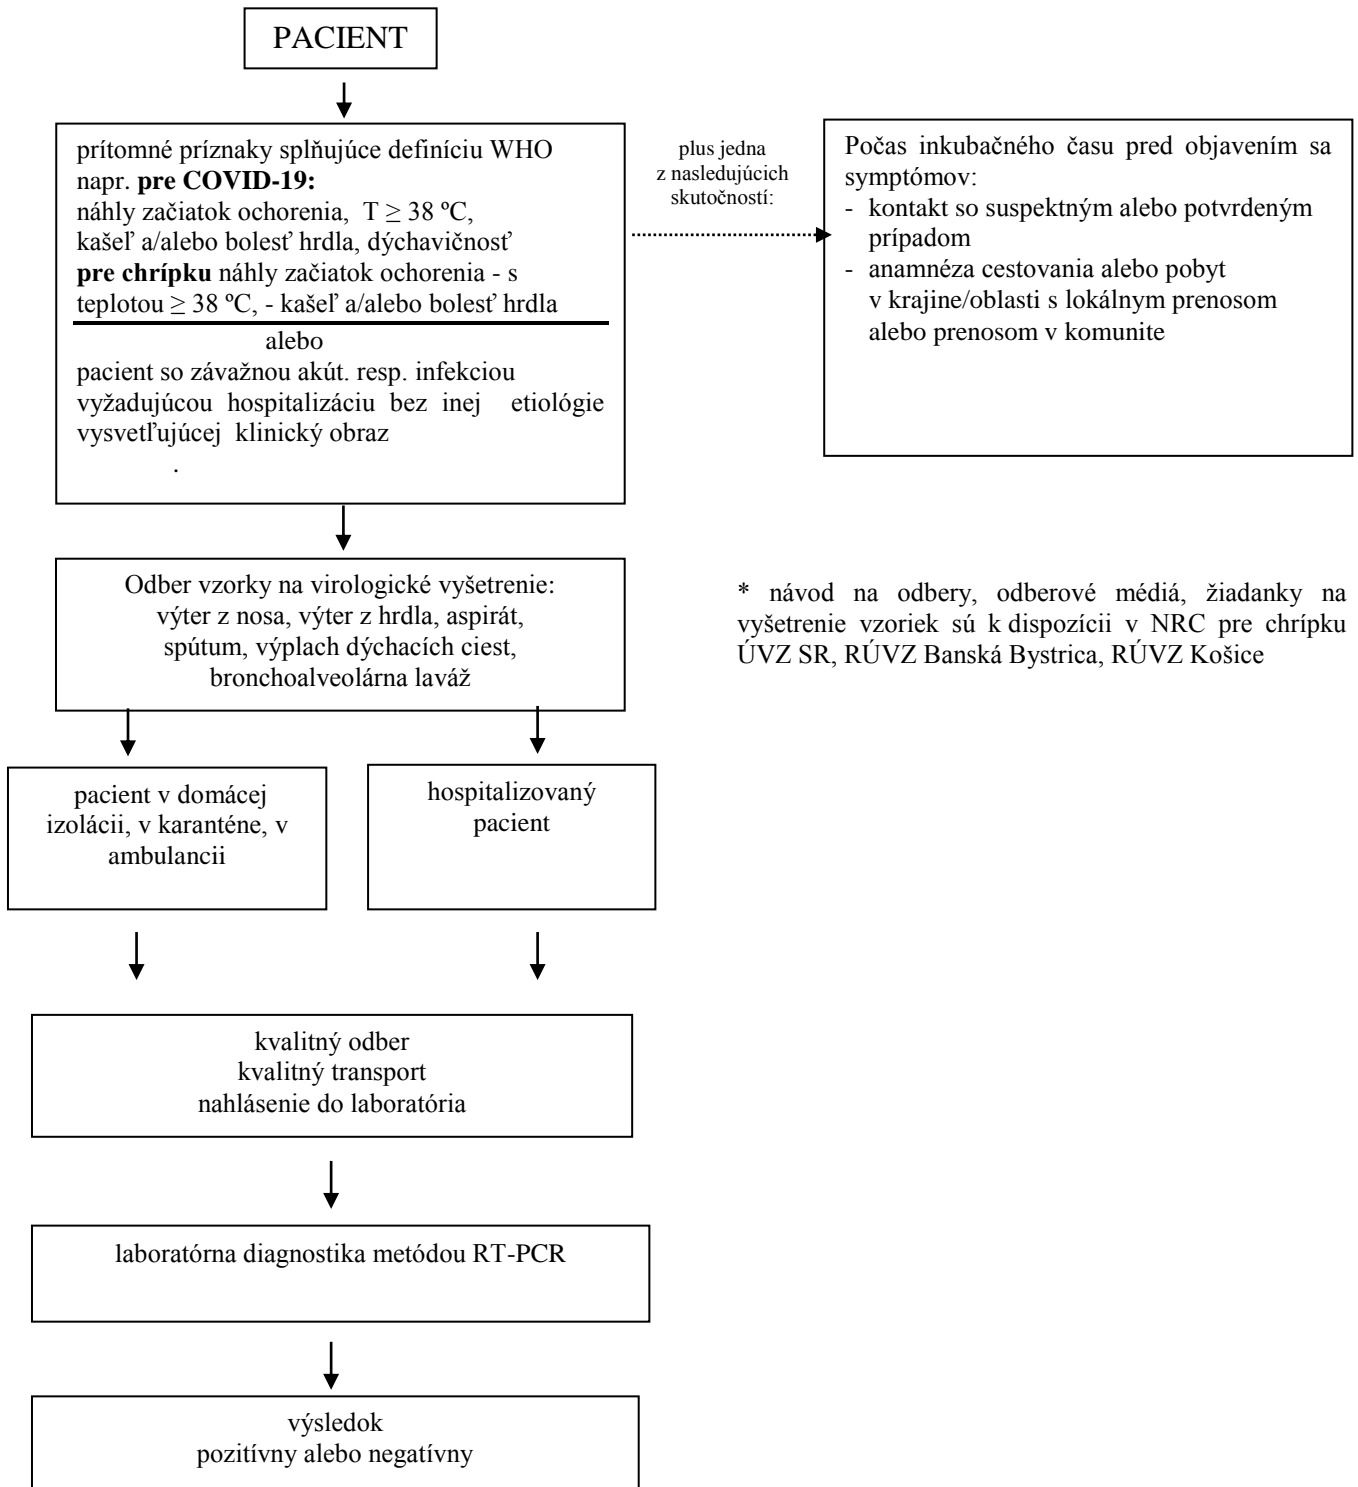 PACIENT
prítomné príznaky splňujúce definíciu WHO
napr. pre COVID-19:
náhly začiatok ochorenia, T ≥ 38 ºC,
kašeľ a/alebo bolesť hrdla, dýchavičnosť
pre chrípku náhly začiatok ochorenia - s
teplotou ≥ 38 ºC, - kašeľ a/alebo bolesť hrdla
alebo
pacient so závažnou akút. resp. infekciou
vyžadujúcou hospitalizáciu bez inej etiológie
vysvetľujúcej klinický obraz
.
plus jedna
z nasledujúcich
skutočností:
Počas inkubačného času pred objavením sa
symptómov:
- kontakt so suspektným alebo potvrdeným
prípadom
- anamnéza cestovania alebo pobyt
v krajine/oblasti s lokálnym prenosom
alebo prenosom v komunite
Odber vzorky na virologické vyšetrenie:
výter z nosa, výter z hrdla, aspirát,
spútum, výplach dýchacích ciest,
bronchoalveolárna laváž
* návod na odbery, odberové médiá, žiadanky na
vyšetrenie vzoriek sú k dispozícii v NRC pre chrípku
ÚVZ SR, RÚVZ Banská Bystrica, RÚVZ Košice
pacient v domácej
izolácii, v karanténe, v
ambulancii
hospitalizovaný
pacient
kvalitný odber
kvalitný transport
nahlásenie do laboratória
laboratórna diagnostika metódou RT-PCR
výsledok
pozitívny alebo negatívny